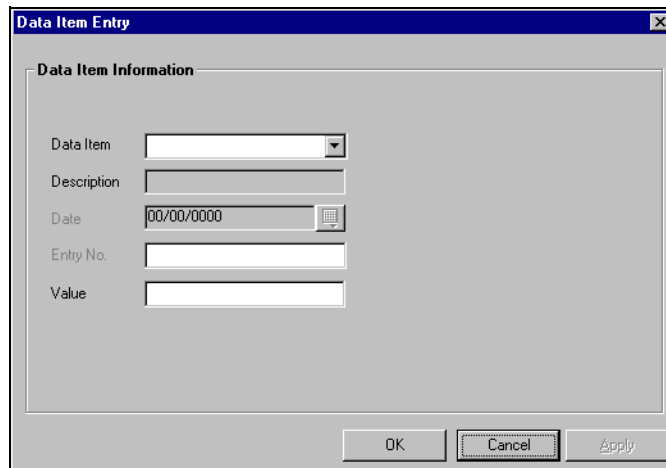 Data Item Entry
Data Item Information
Data Item
Description
Date 00/00/0000
Entry No.
Value
OK Cancel Apply